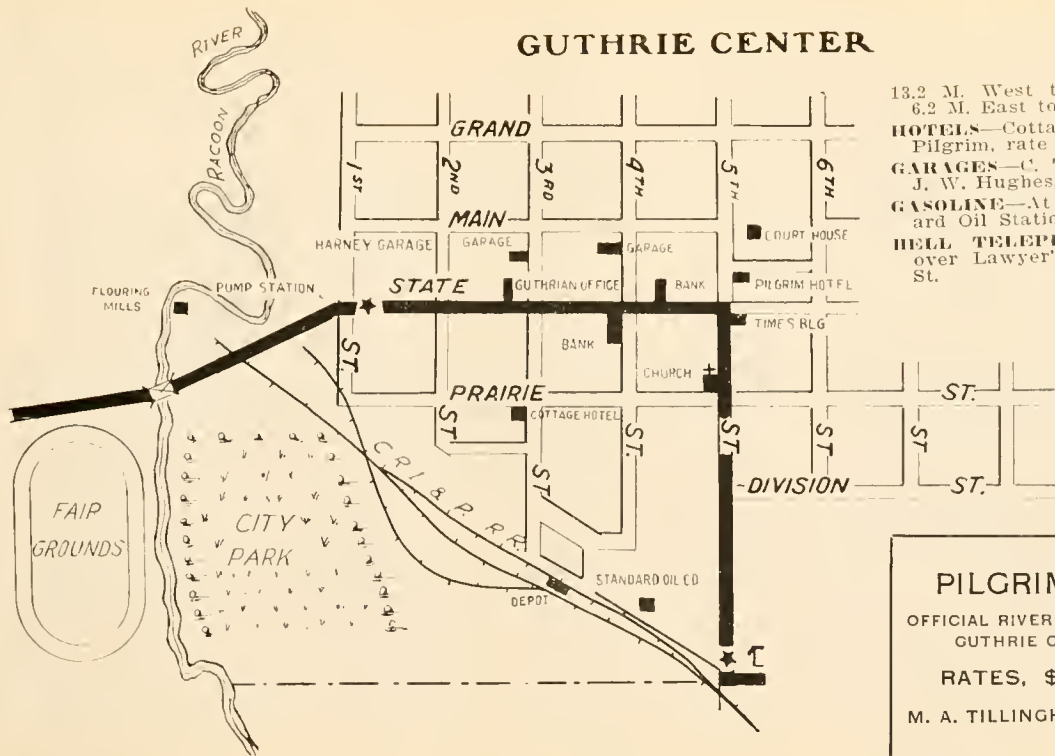 GUTHRIE CENTER
13.2 M. West t
6.2 M. East to
HOTELS—Cotta
Pilgrim, rate
GARAGES—C. T
J. W. Hughes
GASOLINE—At
ard Oil Static
BELL TELEPH
over Lawyer'
St.
RIVER
RACOON
GRAND
1ST
2ND
3RD
4TH
5TH
6TH
MAIN
HARNEY GARAGE
GARAGE
GARAGE
COURT HOUSE
FLOURING
MILLS
PUMP STATION
STATE
GUTHRIAN OFFICE
BANK
PILGRIM HOTEL
BANK
TIMES BLG
CHURCH
ST.
PRAIRIE
ST.
COTTAGE HOTEL
ST
ST.
ST
ST
ST
ST
DIVISION
ST.
C.R.I. & P. R.R.
FAIR
GROUNDS
CITY
PARK
DEPOT
STANDARD OIL CO
PILGRIM
OFFICIAL RIVER
GUTHRIE C
RATES, $
M. A. TILLINGH